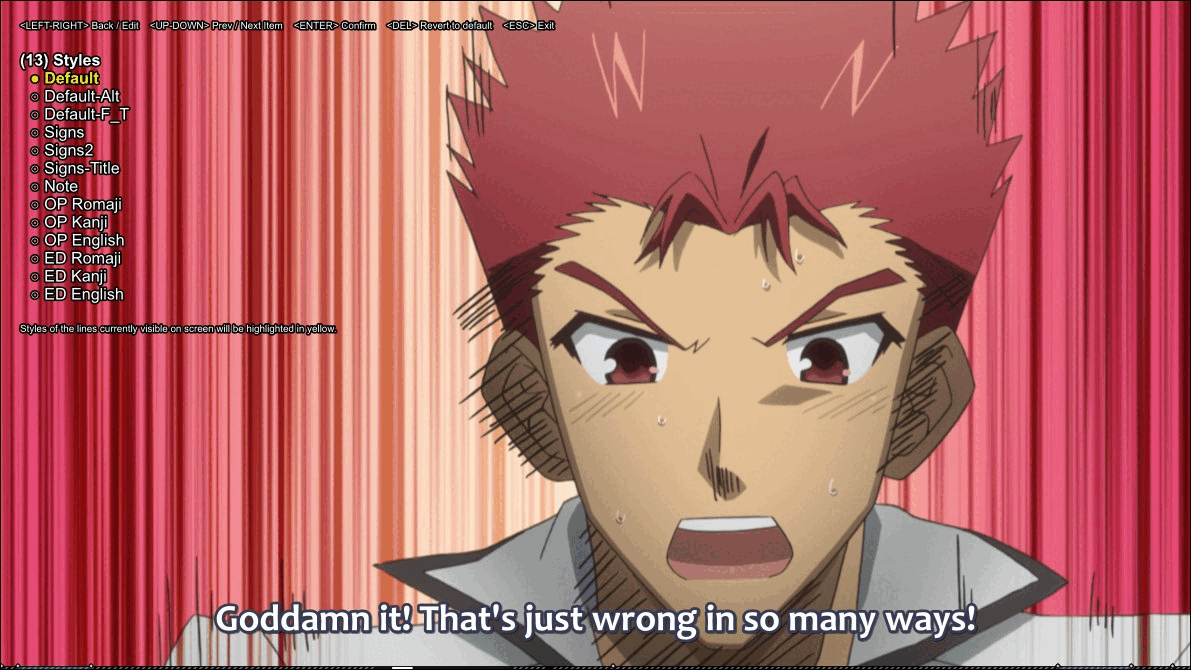 <LEFT-RIGHT> Back / Edit <UP-DOWN> Prev / Next Item <ENTER> Confirm <DEL> Revert to default <ESC> Exit
(13) Styles
Default
Default-Alt
Default-F_T
Signs
Signs2
Signs-Title
Note
OP Romaji
OP Kanji
OP English
ED Romaji
ED Kanji
ED English
Styles of the lines currently visible on screen will be highlighted in yellow.
Goddamn it! That's just wrong in so many ways!